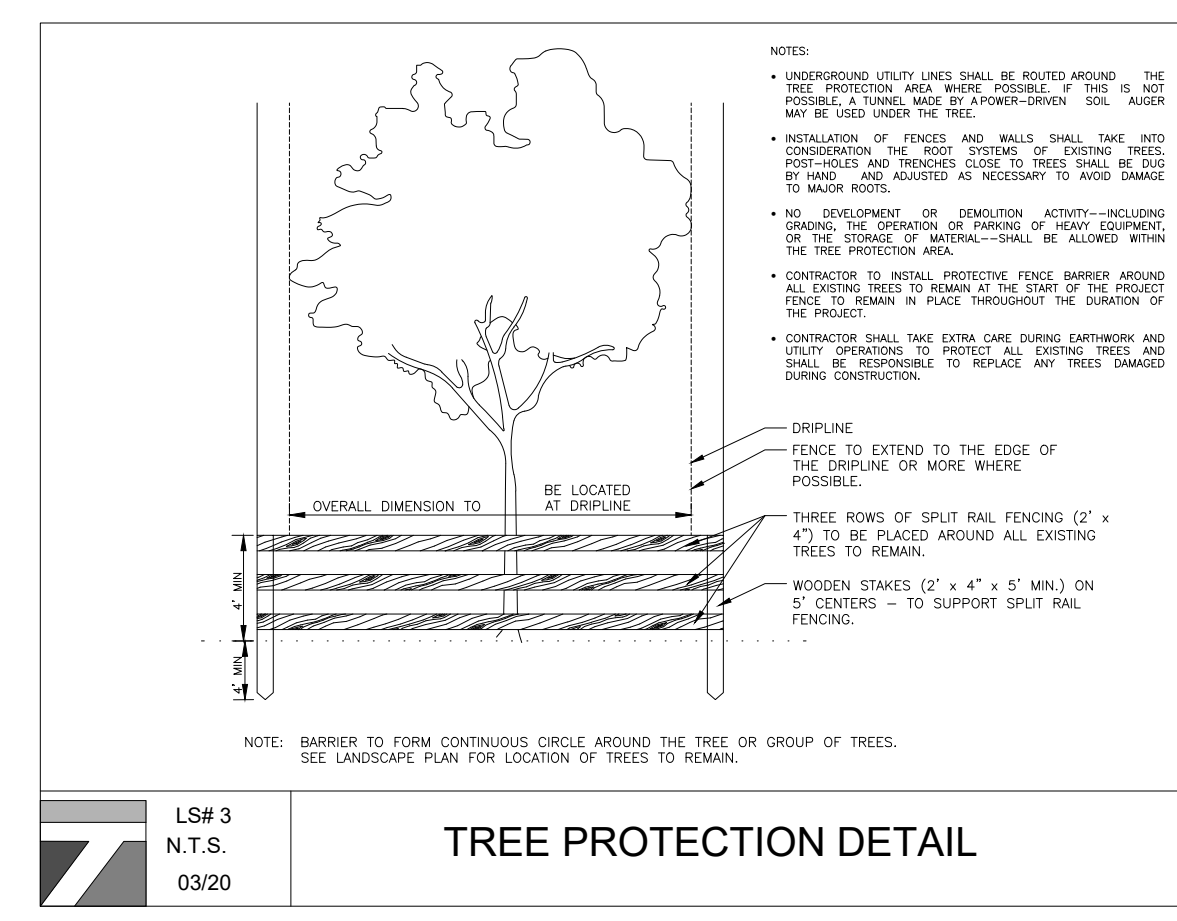 NOTES:
• UNDERGROUND UTILITY LINES SHALL BE ROUTED AROUND THE
TREE PROTECTION AREA WHERE POSSIBLE. IF THIS IS NOT
POSSIBLE, A TUNNEL MADE BY A POWER-DRIVEN SOIL AUGER
MAY BE USED UNDER THE TREE.
• INSTALLATION OF FENCES AND WALLS SHALL TAKE INTO
CONSIDERATION THE ROOT SYSTEMS OF EXISTING TREES.
POST-HOLES AND TRENCHES CLOSE TO TREES SHALL BE DUG
BY HAND AND ADJUSTED AS NECESSARY TO AVOID DAMAGE
TO MAJOR ROOTS.
• NO DEVELOPMENT OR DEMOLITION ACTIVITY--INCLUDING
GRADING, THE OPERATION OR PARKING OF HEAVY EQUIPMENT,
OR THE STORAGE OF MATERIAL--SHALL BE ALLOWED WITHIN
THE TREE PROTECTION AREA.
• CONTRACTOR TO INSTALL PROTECTIVE FENCE BARRIER AROUND
ALL EXISTING TREES TO REMAIN AT THE START OF THE PROJECT
FENCE TO REMAIN IN PLACE THROUGHOUT THE DURATION OF
THE PROJECT.
• CONTRACTOR SHALL TAKE EXTRA CARE DURING EARTHWORK AND
UTILITY OPERATIONS TO PROTECT ALL EXISTING TREES AND
SHALL BE RESPONSIBLE TO REPLACE ANY TREES DAMAGED
DURING CONSTRUCTION.
DRIPLINE
FENCE TO EXTEND TO THE EDGE OF
THE DRIPLINE OR MORE WHERE
POSSIBLE.
OVERALL DIMENSION TO
BE LOCATED
AT DRIPLINE
THREE ROWS OF SPLIT RAIL FENCING (2' x
4") TO BE PLACED AROUND ALL EXISTING
TREES TO REMAIN.
WOODEN STAKES (2' x 4" x 5' MIN.) ON
5' CENTERS – TO SUPPORT SPLIT RAIL
FENCING.
4' MIN
4' MIN
NOTE: BARRIER TO FORM CONTINUOUS CIRCLE AROUND THE TREE OR GROUP OF TREES.
SEE LANDSCAPE PLAN FOR LOCATION OF TREES TO REMAIN.
LS# 3
N.T.S.
03/20
TREE PROTECTION DETAIL